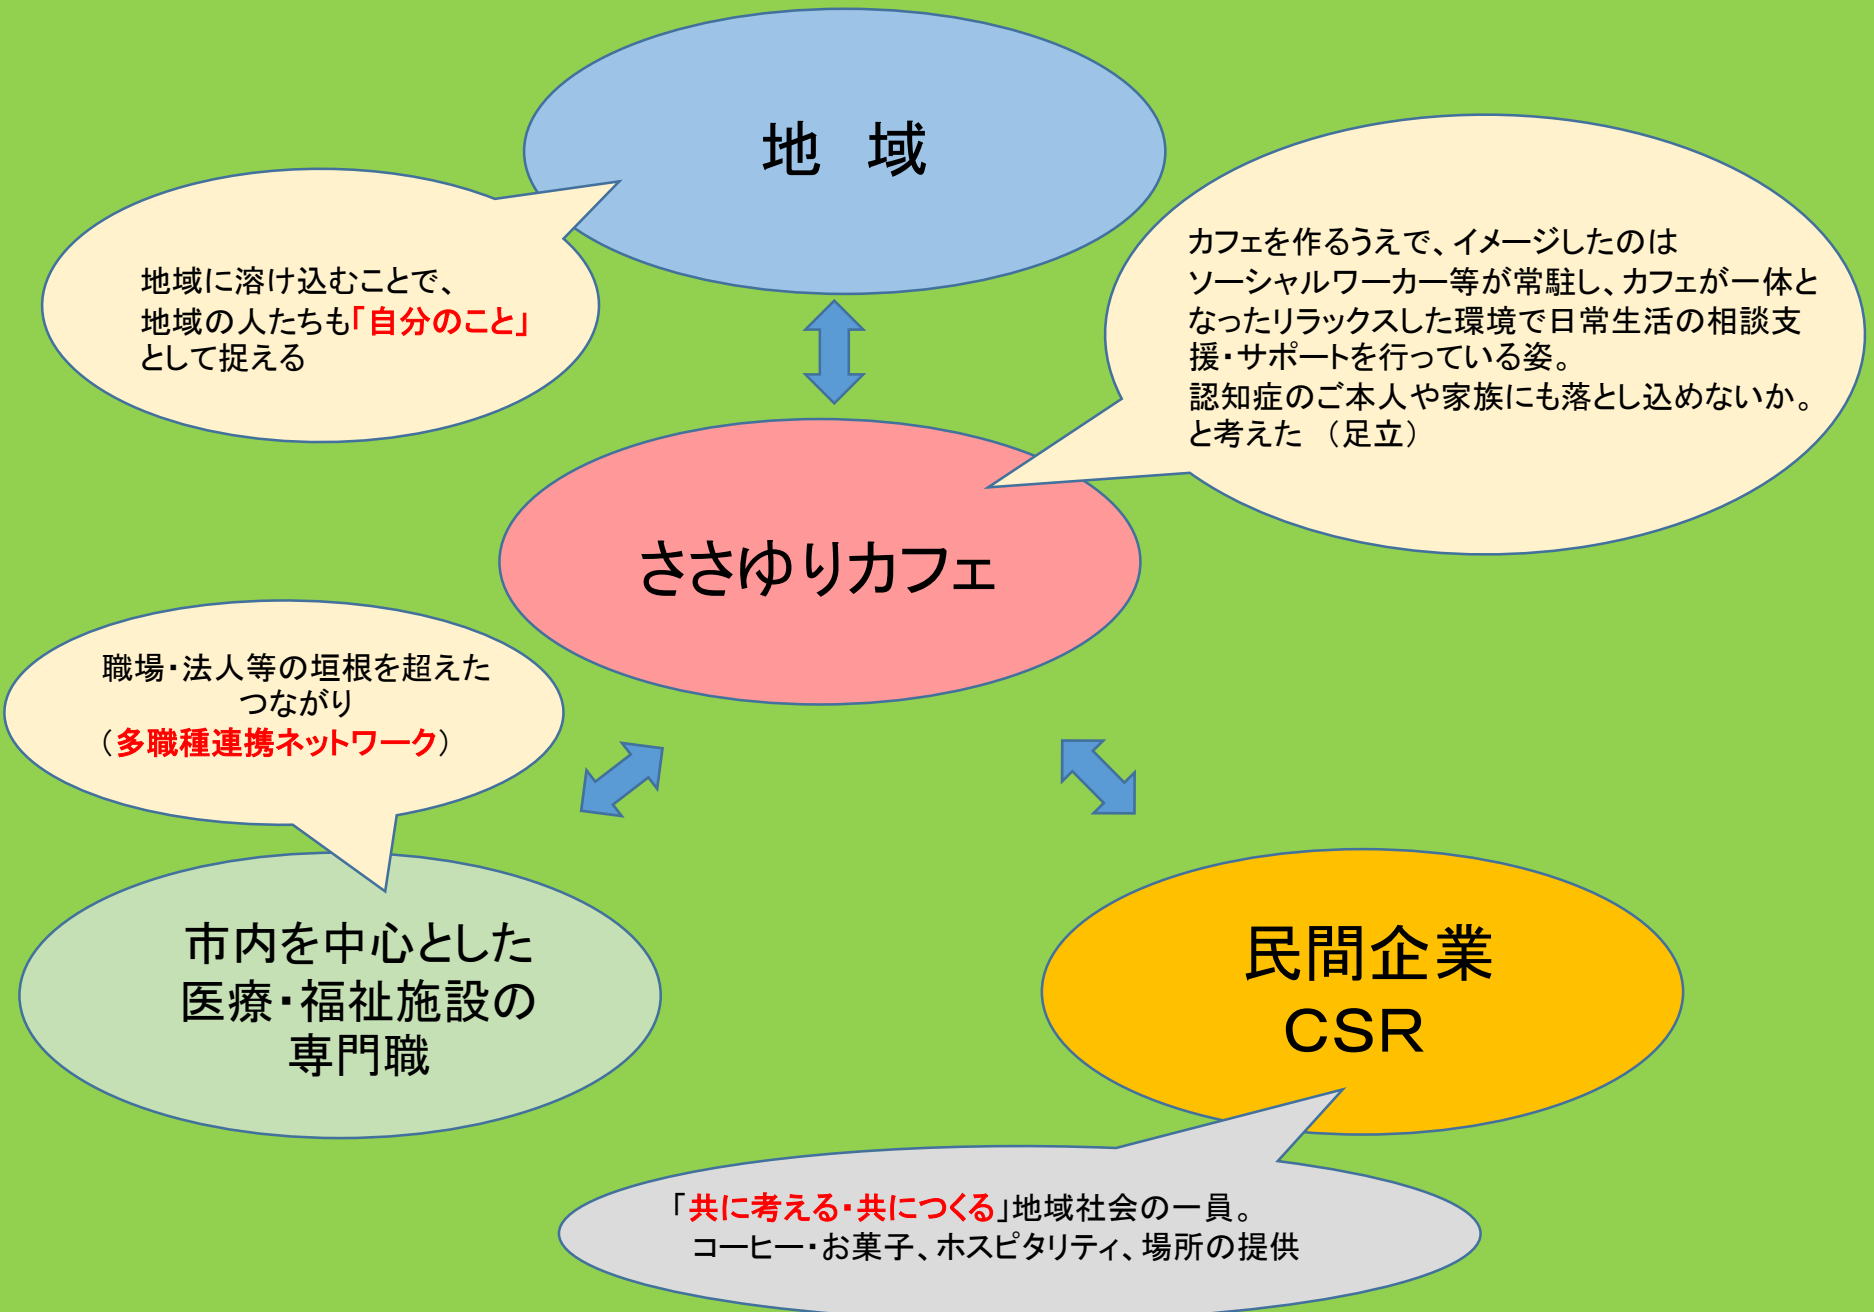 地　域
地域に溶け込むことで、
地域の人たちも「自分のこと」
として捉える
カフェを作るうえで、イメージしたのは
ソーシャルワーカー等が常駐し、カフェが一体と
なったリラックスした環境で日常生活の相談支
援・サポートを行っている姿。
認知症のご本人や家族にも落とし込めないか。
と考えた　（足立）
ささゆりカフェ
職場・法人等の垣根を超えた
つながり
（多職種連携ネットワーク）
市内を中心とした
医療・福祉施設の
専門職
民間企業
ＣＳＲ
「共に考える・共につくる」地域社会の一員。
コーヒー・お菓子、ホスピタリティ、場所の提供